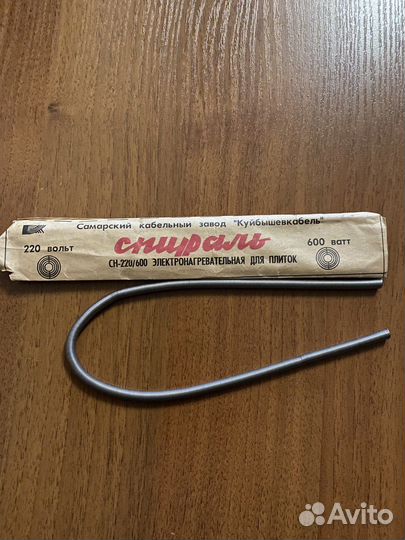 Самарский кабельный завод "Куйбышевкабель"
220 вольт
спираль
600 ватт
СН-220/600 ЭЛЕКТРОНАГРЕВАТЕЛЬНАЯ ДЛЯ ПЛИТОК
Avito